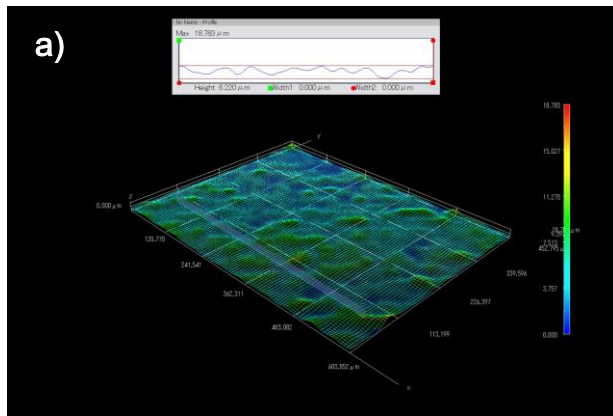 No Name -Profile
a)
Max 18.783 μm
Height 6.220 μm Width1 0.000 μm Width2 0.000 μm
18.783
15.027
11.270
7.513
3.757
0.000
y
z
0.000 μm
120.770
241.541
362.311
483.082
603.852 μm
x
113.199
226.397
339.596